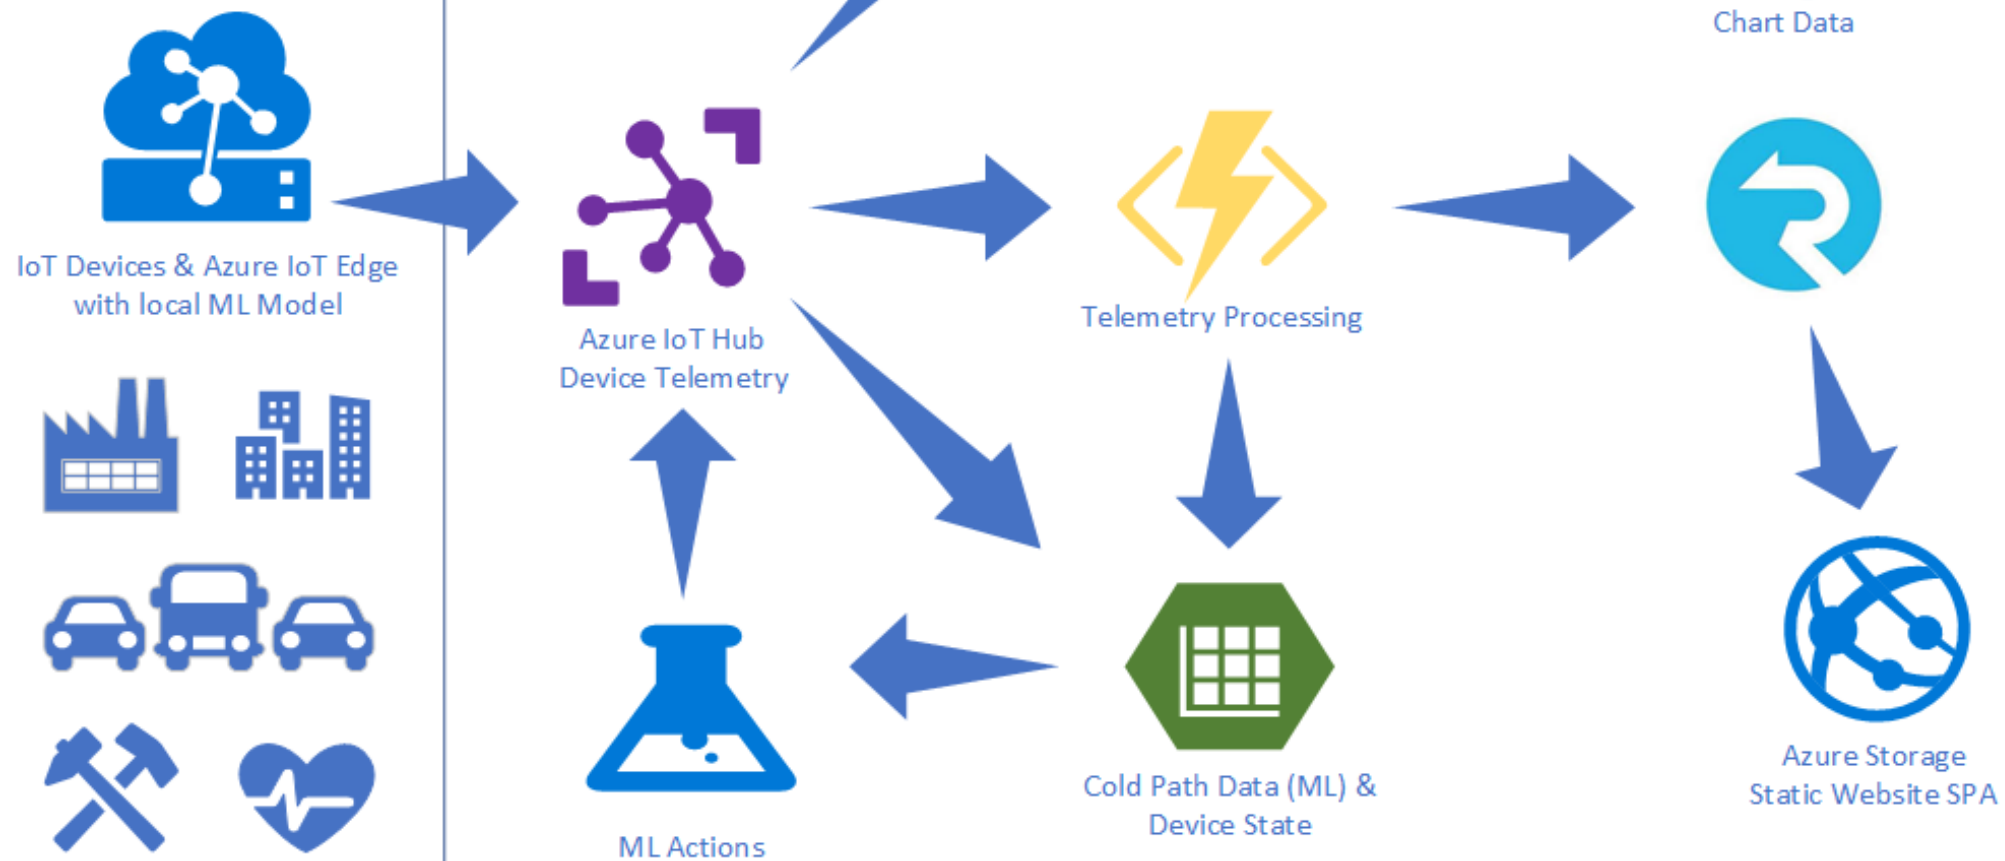 Chart Data
IoT Devices & Azure IoT Edge
with local ML Model
Azure IoT Hub
Device Telemetry
Telemetry Processing
ML Actions
Cold Path Data (ML) &
Device State
Azure Storage
Static Website SPA